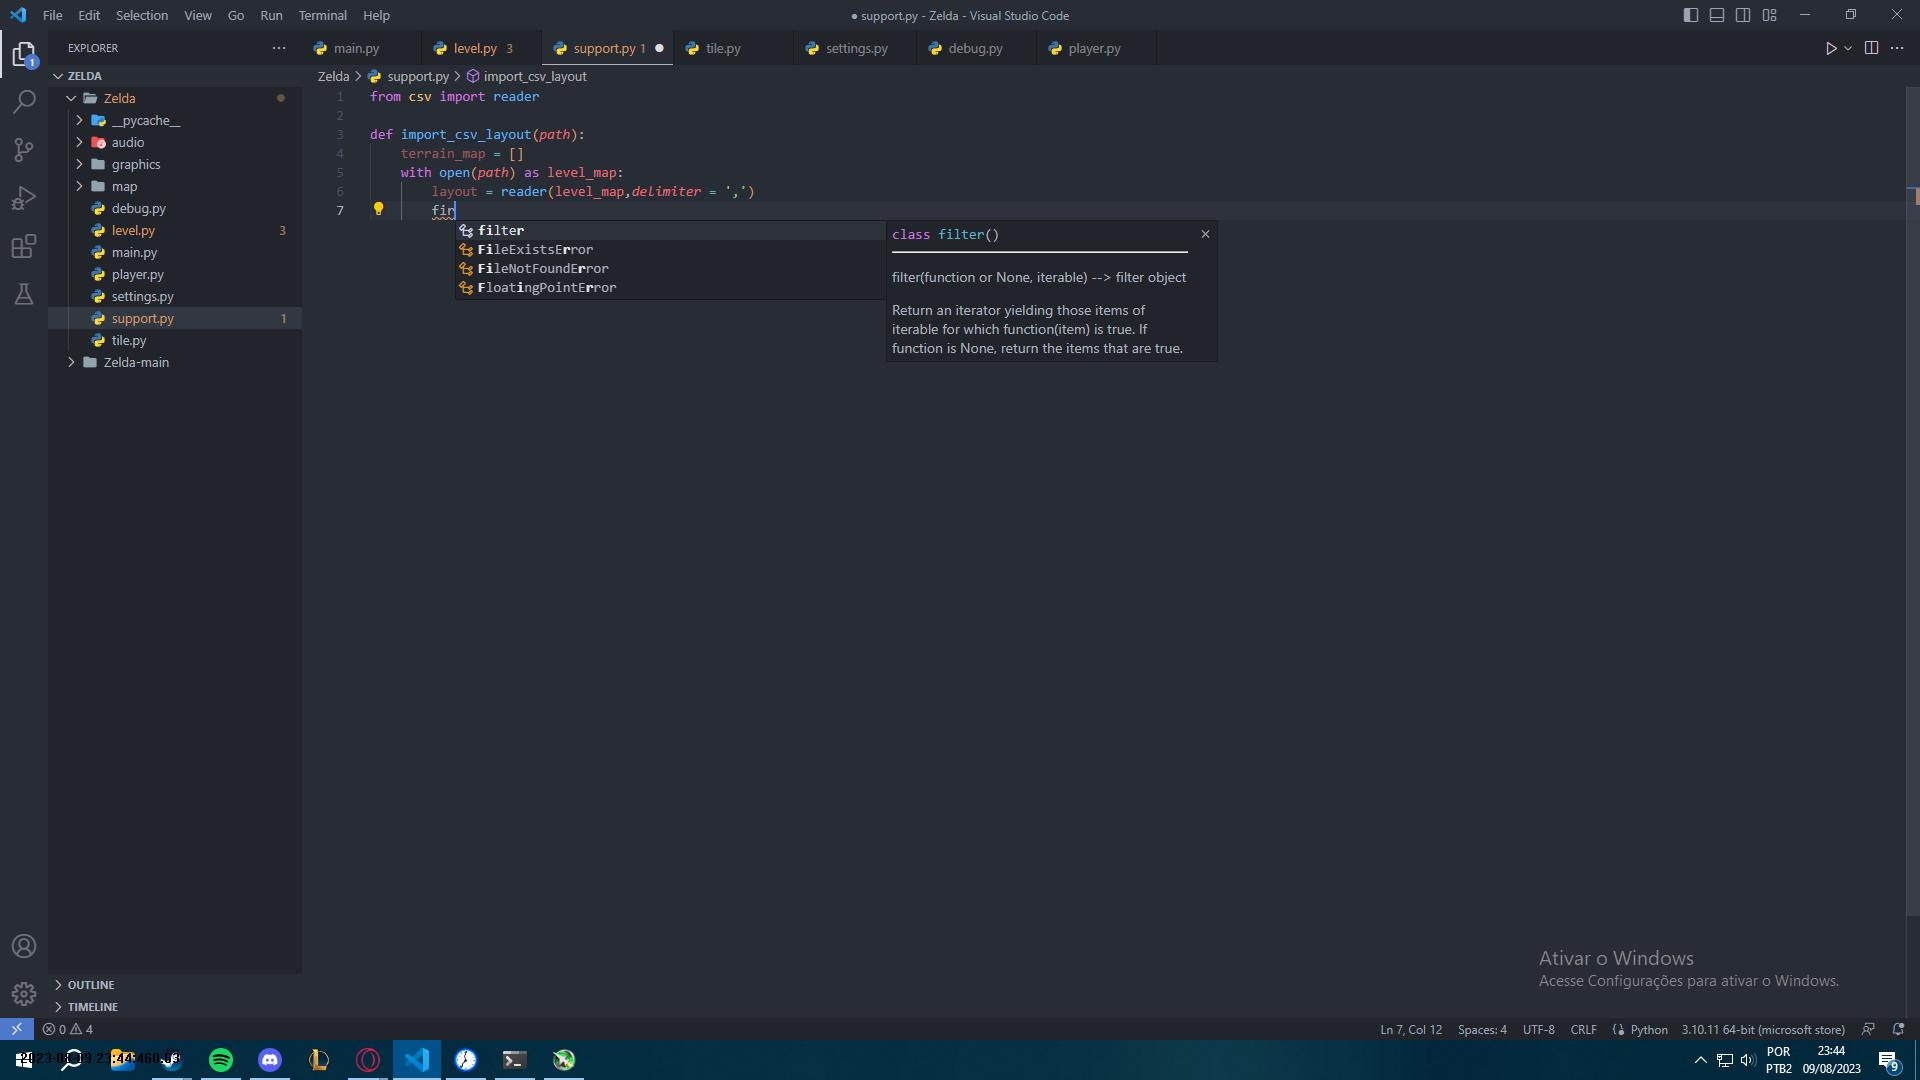 File Edit Selection View Go Run Terminal Help
● support.py - Zelda - Visual Studio Code
EXPLORER
main.py
level.py 3
support.py 1
tile.py
settings.py
debug.py
player.py
1
ZELDA
Zelda
__pycache__
audio
graphics
map
debug.py
level.py 3
main.py
player.py
settings.py
support.py 1
tile.py
Zelda-main
Zelda > support.py > import_csv_layout
1 from csv import reader
2
3 def import_csv_layout(path):
4 terrain_map = []
5 with open(path) as level_map:
6 layout = reader(level_map,delimiter = ',')
7 fir
filter
FileExistsError
FileNotFoundError
FloatingPointError
class filter()
filter(function or None, iterable) --> filter object
Return an iterator yielding those items of
iterable for which function(item) is true. If
function is None, return the items that are true.
Ativar o Windows
Acesse Configurações para ativar o Windows.
OUTLINE
TIMELINE
0 4
Ln 7, Col 12 Spaces: 4 UTF-8 CRLF Python 3.10.11 64-bit (microsoft store)
POR
PTB2
23:44
09/08/2023
9